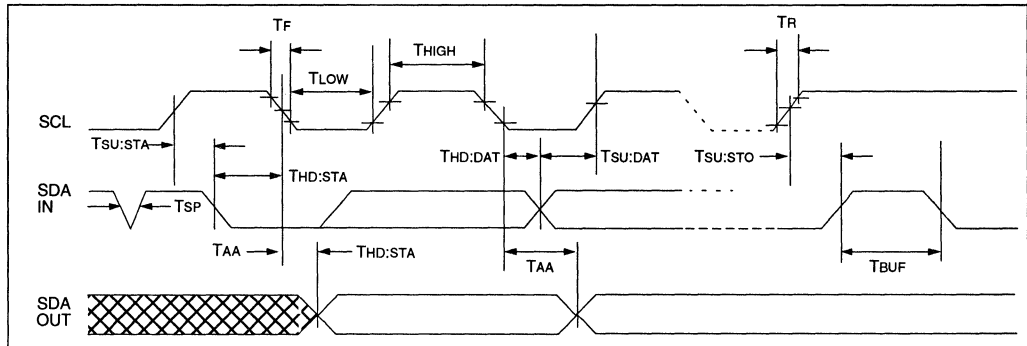 TF
TR
THIGH
TLOW
SCL
TSU:STA
THD:DAT
TSU:DAT
TSU:STO
THD:STA
SDA
IN
TSP
TAA
THD:STA
TAA
TBUF
SDA
OUT